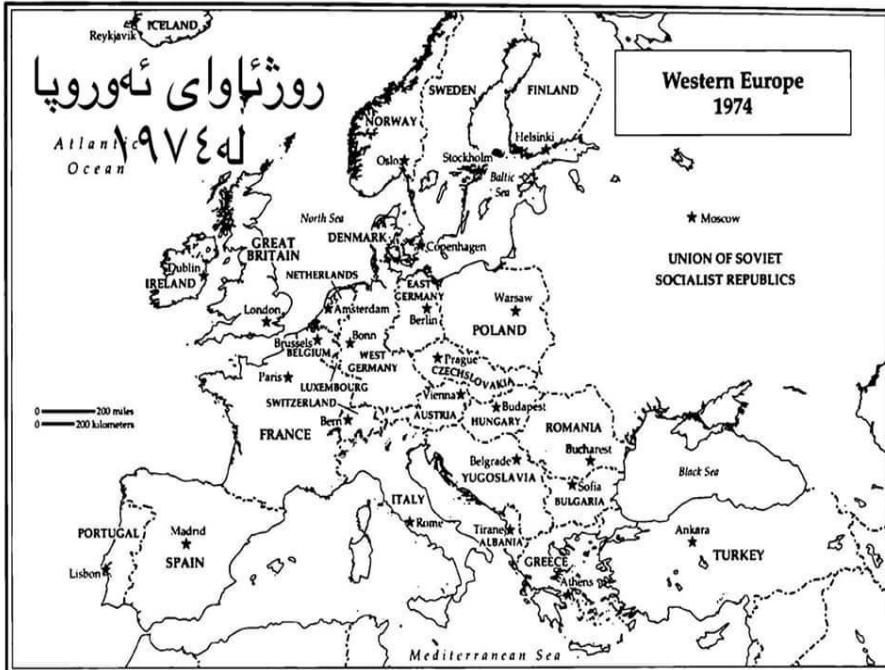 ICELAND
Reykjavik
روژئاوای ئەوروپا
لە١٩٧٤
Western Europe
1974
Atlantic
Ocean
SWEDEN
FINLAND
NORWAY
Helsinki
Oslo
Stockholm
Baltic
Sea
North Sea
Moscow
DENMARK
Copenhagen
GREAT
BRITAIN
UNION OF SOVIET
SOCIALIST REPUBLICS
Dublin
IRELAND
NETHERLANDS
EAST
GERMANY
Amsterdam
Berlin
Warsaw
POLAND
London
Brussels
BELGIUM
Bonn
WEST
GERMANY
Prague
CZECHSLOVAKIA
Paris
LUXEMBOURG
SWITZERLAND
Vienna
AUSTRIA
Budapest
HUNGARY
ROMANIA
0 200 miles
0 200 kilometers
Bern
FRANCE
Bucharest
Belgrade
YUGOSLAVIA
Black Sea
Sofia
BULGARIA
ITALY
Rome
Tirane
ALBANIA
PORTUGAL
Madrid
SPAIN
Lisbon
Ankara
TURKEY
GREECE
Athens
Mediterranean Sea